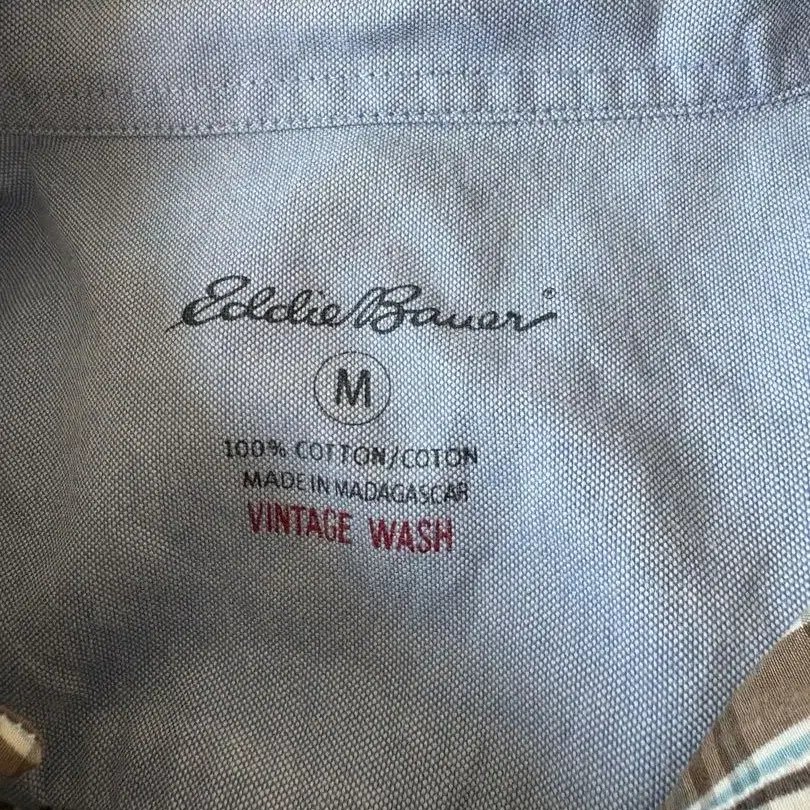 Eddie Bauer®
M
100% COTTON/COTON
MADE IN MADAGASCAR
VINTAGE WASH